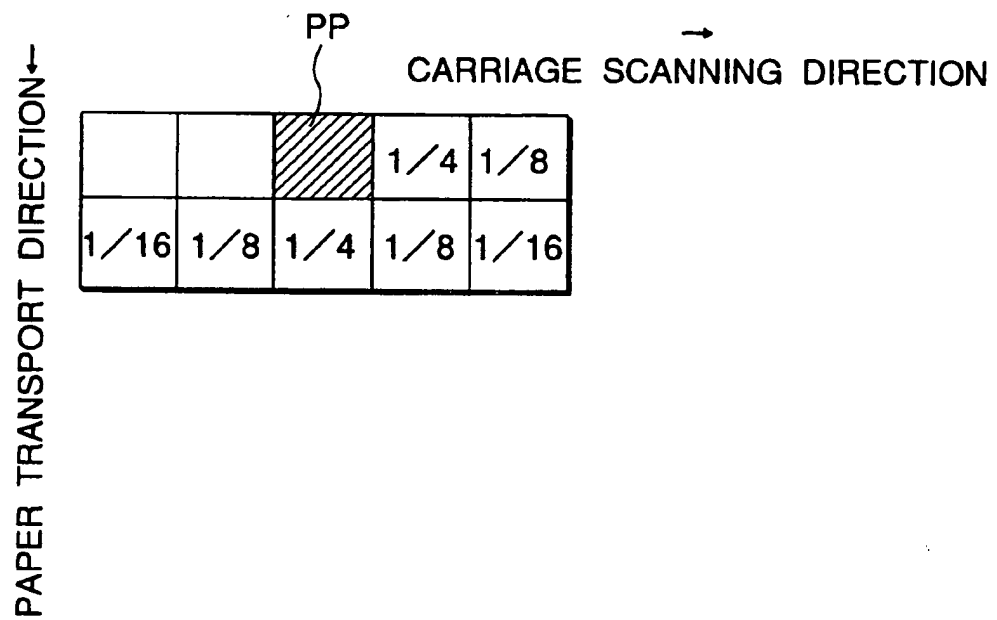 PP
→
CARRIAGE SCANNING DIRECTION
PAPER TRANSPORT DIRECTION←
1/4 1/8
1/16 1/8 1/4 1/8 1/16